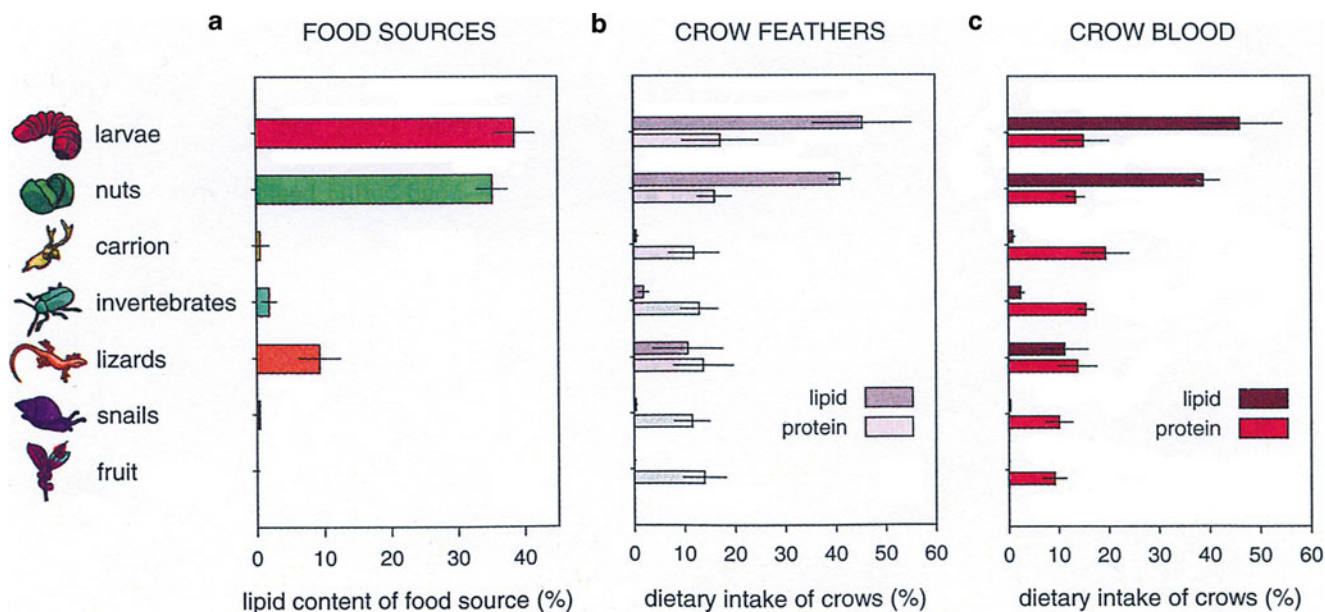 a FOOD SOURCES
b CROW FEATHERS
c CROW BLOOD
larvae
nuts
carrion
invertebrates
lizards
snails
fruit
lipid
protein
lipid
protein
0 10 20 30 40
0 10 20 30 40 50 60
0 10 20 30 40 50 60
lipid content of food source (%)
dietary intake of crows (%)
dietary intake of crows (%)